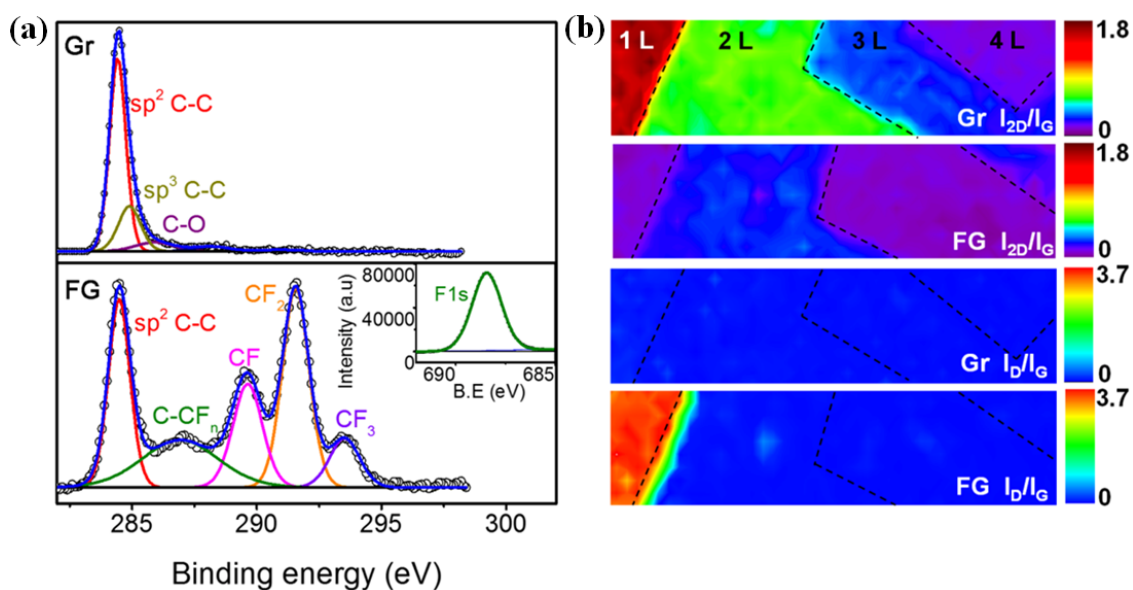 (a)
Gr
sp² C-C
sp³ C-C
C-O
FG
sp² C-C
C-CFₙ
CF
CF₂
CF₃
Intensity (a.u)
80000
40000
0
F1s
690
685
B.E (eV)
285
290
295
300
Binding energy (eV)
(b)
1 L
2 L
3 L
4 L
Gr I₂D/IG
1.8
0
FG I₂D/IG
1.8
0
Gr ID/IG
3.7
0
FG ID/IG
3.7
0